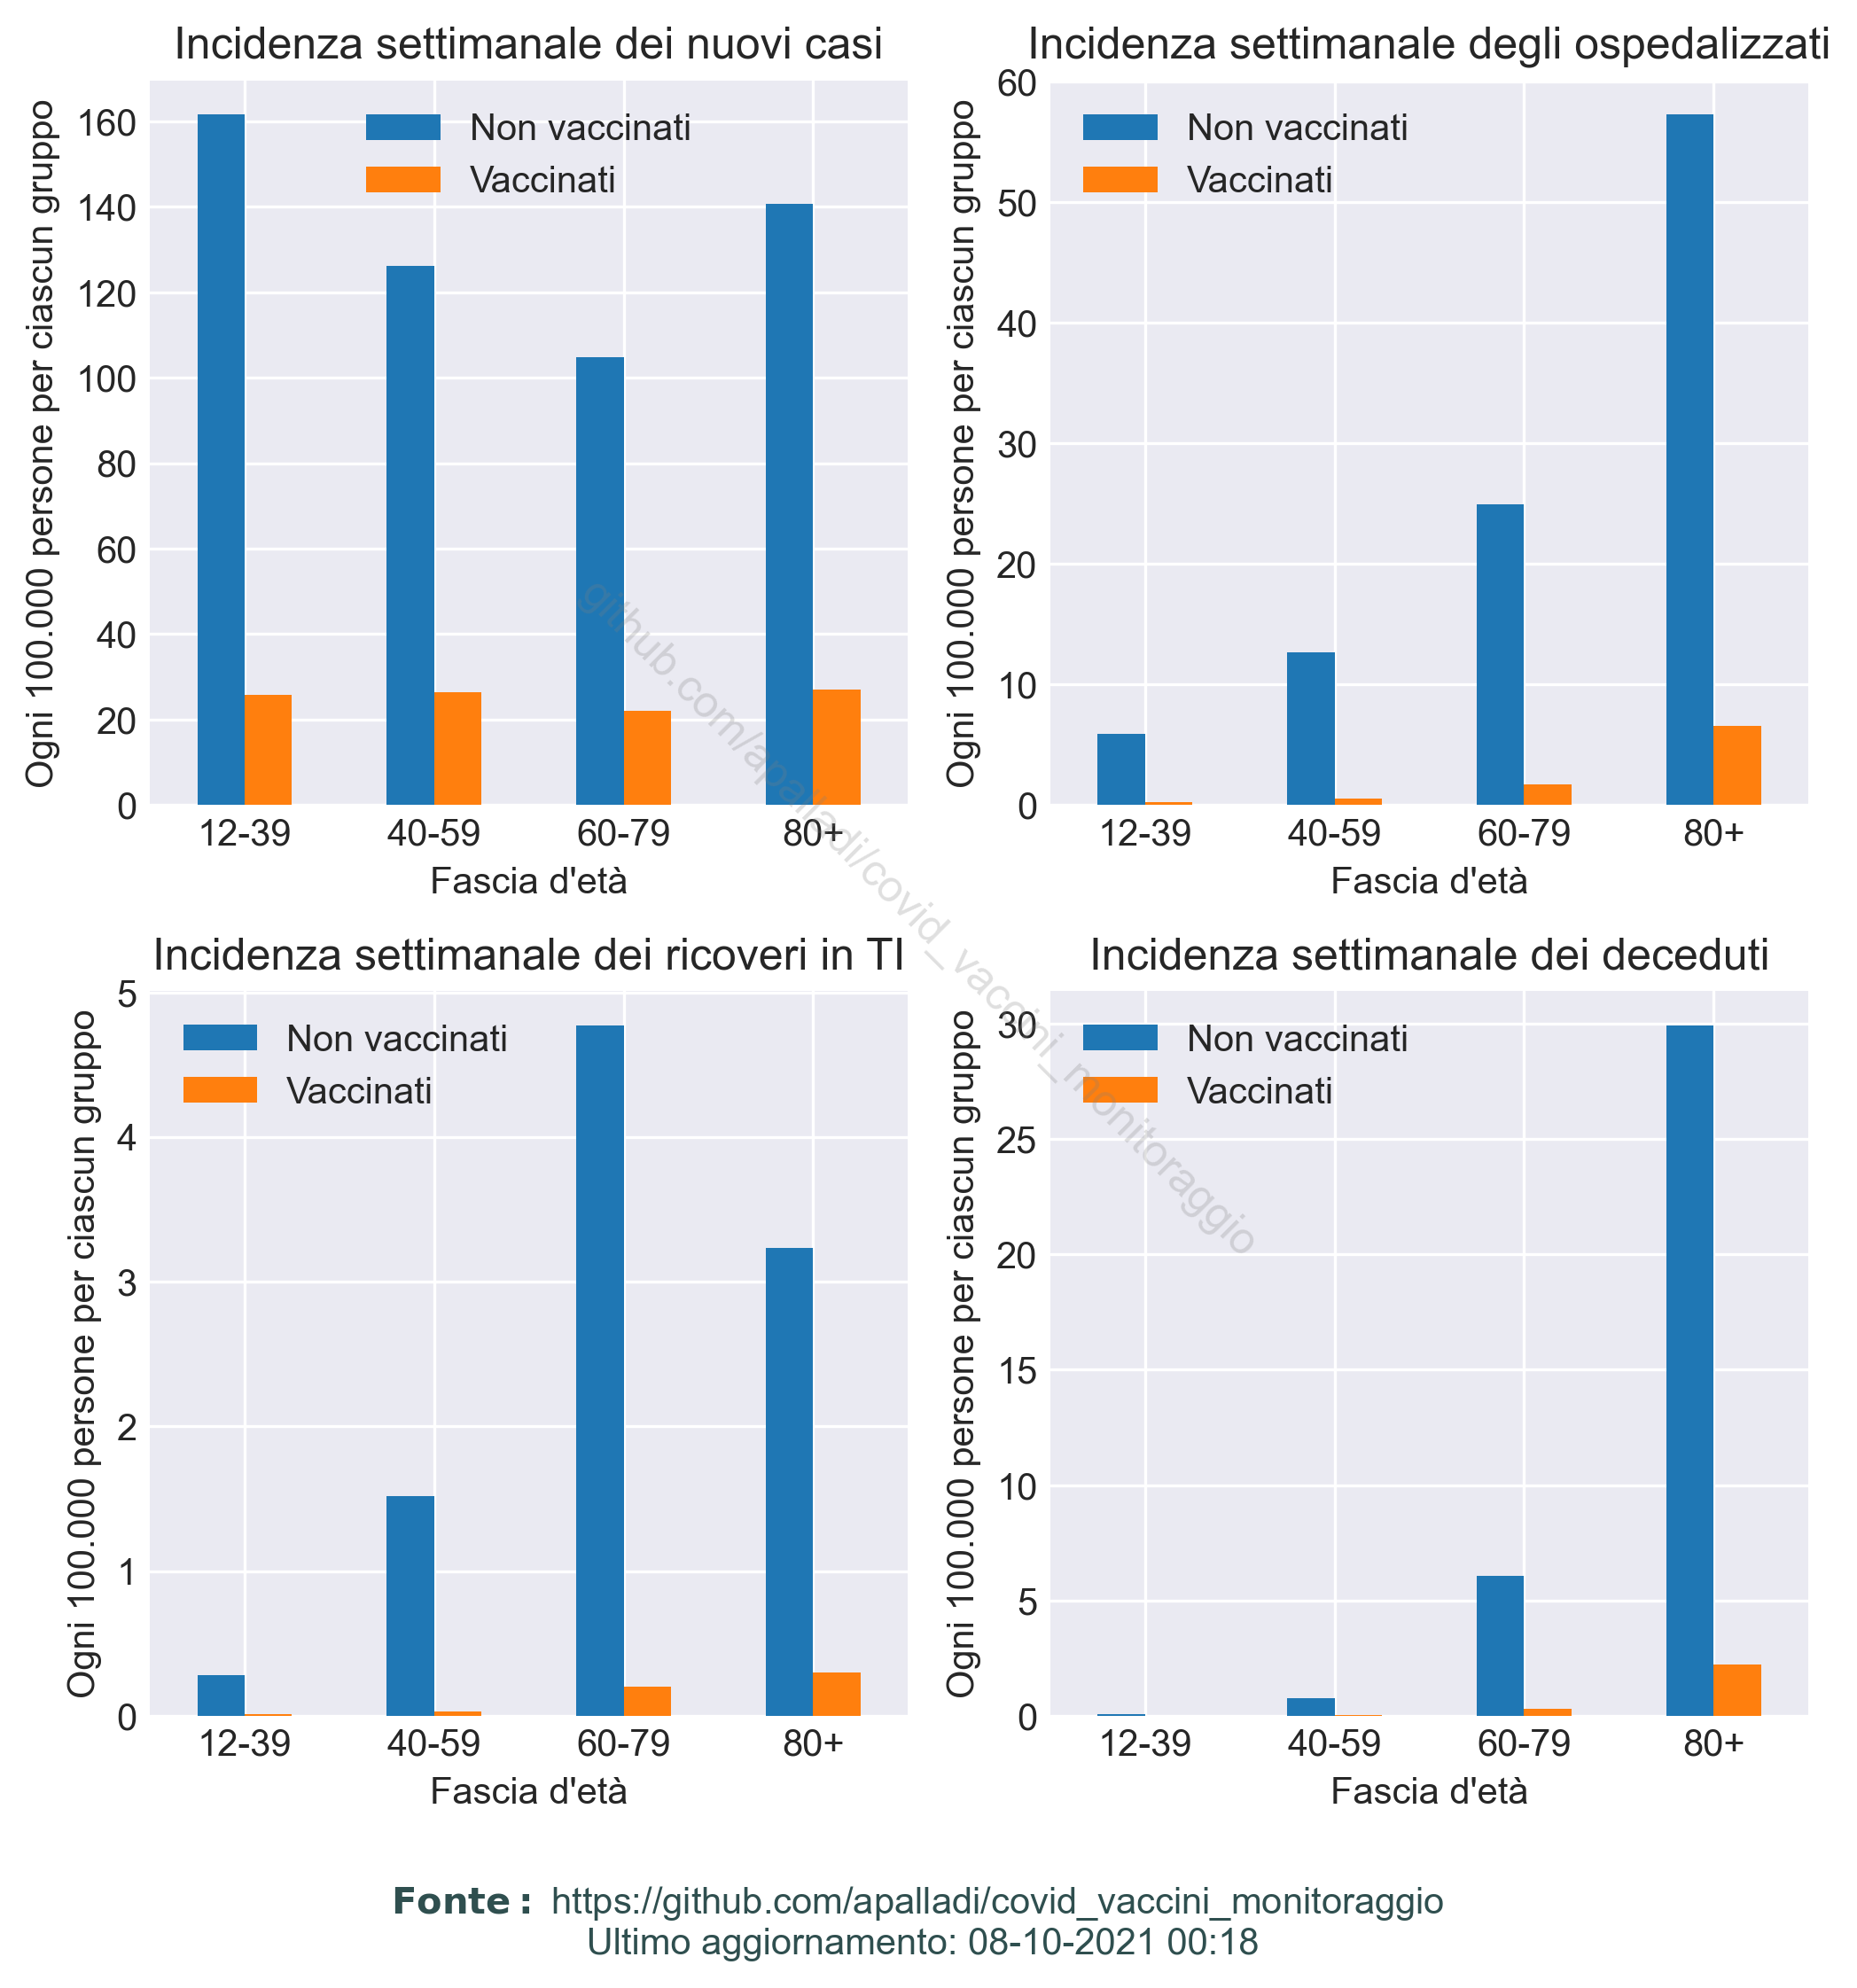 Incidenza settimanale dei nuovi casi
Ogni 100.000 persone per ciascun gruppo
160
140
120
100
80
60
40
20
0
Non vaccinati
Vaccinati
12-39 40-59 60-79 80+
Fascia d'età
Incidenza settimanale degli ospedalizzati
Ogni 100.000 persone per ciascun gruppo
60
50
40
30
20
10
0
Non vaccinati
Vaccinati
12-39 40-59 60-79 80+
Fascia d'età
Incidenza settimanale dei ricoveri in TI
Ogni 100.000 persone per ciascun gruppo
5
4
3
2
1
0
Non vaccinati
Vaccinati
12-39 40-59 60-79 80+
Fascia d'età
Incidenza settimanale dei deceduti
Ogni 100.000 persone per ciascun gruppo
30
25
20
15
10
5
0
Non vaccinati
Vaccinati
12-39 40-59 60-79 80+
Fascia d'età
github.com/apalladi/covid_vaccini_monitoraggio
Fonte: https://github.com/apalladi/covid_vaccini_monitoraggio
Ultimo aggiornamento: 08-10-2021 00:18